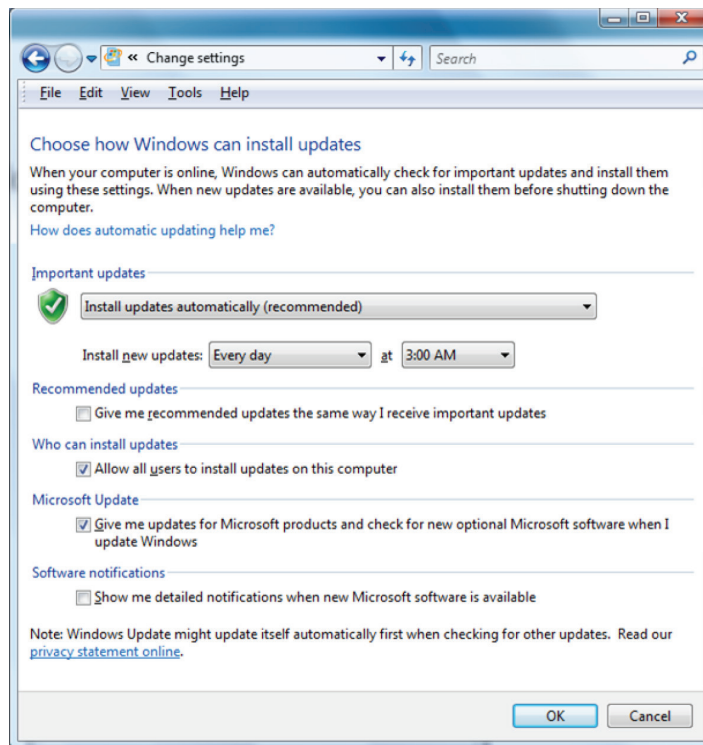 « Change settings
Search
File Edit View Tools Help
Choose how Windows can install updates
When your computer is online, Windows can automatically check for important updates and install them
using these settings. When new updates are available, you can also install them before shutting down the
computer.
How does automatic updating help me?
Important updates
Install updates automatically (recommended)
Install new updates: Every day at 3:00 AM
Recommended updates
Give me recommended updates the same way I receive important updates
Who can install updates
Allow all users to install updates on this computer
Microsoft Update
Give me updates for Microsoft products and check for new optional Microsoft software when I
update Windows
Software notifications
Show me detailed notifications when new Microsoft software is available
Note: Windows Update might update itself automatically first when checking for other updates. Read our
privacy statement online.
OK Cancel